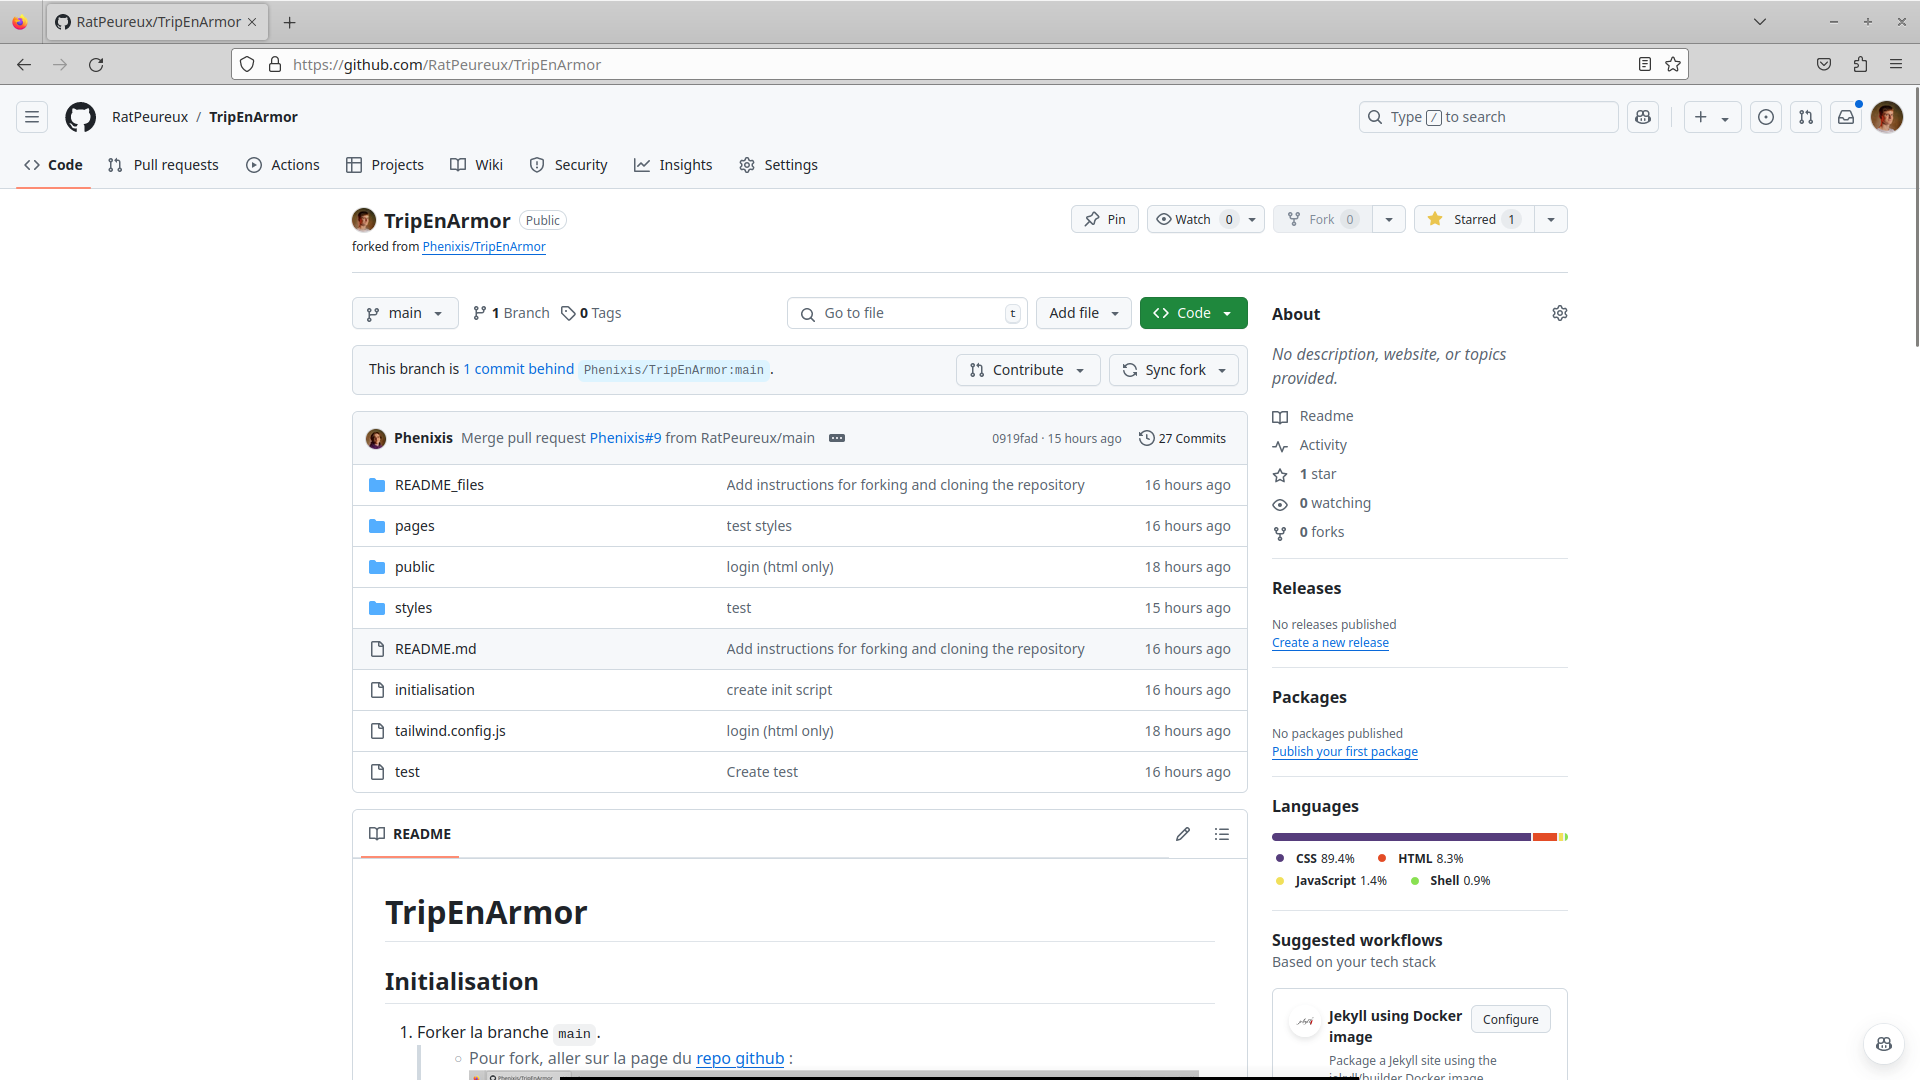 RatPeureux/TripEnArmor
https://github.com/RatPeureux/TripEnArmor
RatPeureux / TripEnArmor
Type / to search
Code Pull requests Actions Projects Wiki Security Insights Settings
TripEnArmor Public
Pin Watch 0 Fork 0 Starred 1
forked from Phenixis/TripEnArmor
main 1 Branch 0 Tags Go to file t Add file Code
This branch is 1 commit behind Phenixis/TripEnArmor:main . Contribute Sync fork
Phenixis Merge pull request Phenixis#9 from RatPeureux/main 0919fad · 15 hours ago 27 Commits
README_files Add instructions for forking and cloning the repository 16 hours ago
pages test styles 16 hours ago
public login (html only) 18 hours ago
styles test 15 hours ago
README.md Add instructions for forking and cloning the repository 16 hours ago
initialisation create init script 16 hours ago
tailwind.config.js login (html only) 18 hours ago
test Create test 16 hours ago
README
TripEnArmor
Initialisation
1. Forker la branche main .
Pour fork, aller sur la page du repo github :
About
No description, website, or topics
provided.
Readme
Activity
1 star
0 watching
0 forks
Releases
No releases published
Create a new release
Packages
No packages published
Publish your first package
Languages
CSS 89.4% HTML 8.3%
JavaScript 1.4% Shell 0.9%
Suggested workflows
Based on your tech stack
Jekyll using Docker
image
Configure
Package a Jekyll site using the
jekyll/builder Docker image